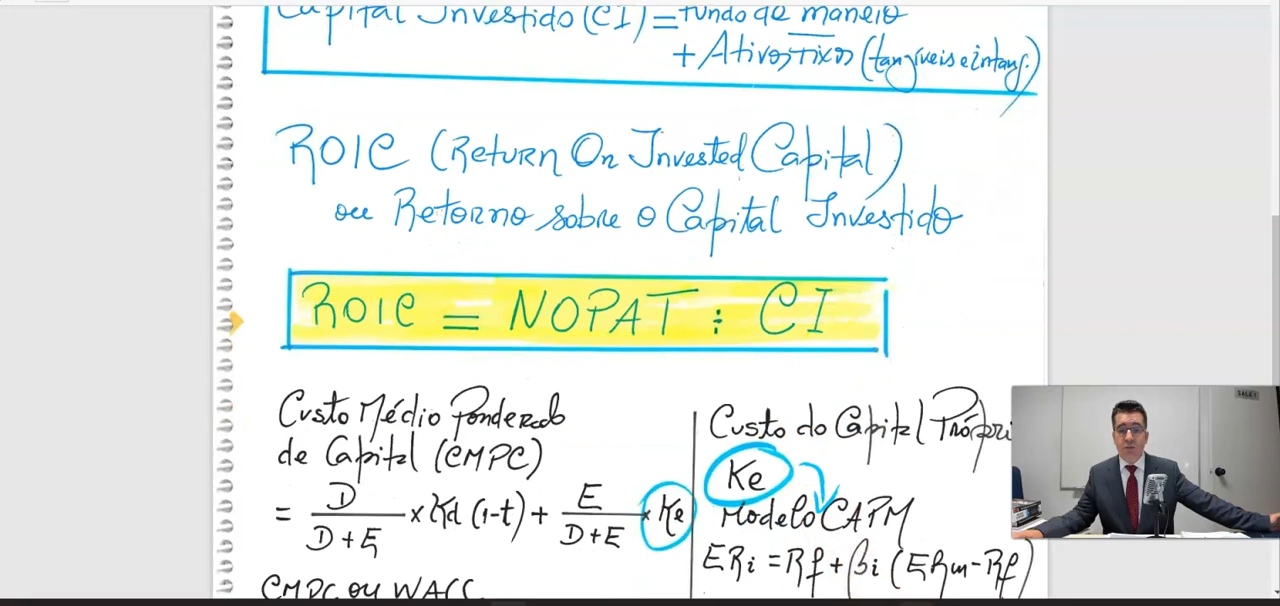 Capital Investido (CI) = fundo de maneio
+ Ativos Fixos (tangíveis e intang.)
ROIC (Return On Invested Capital)
ou Retorno sobre o Capital Investido
ROIC = NOPAT ÷ CI
Custo Médio Ponderado
de Capital (CMPC)
= D / D+E × Kd (1-t) + E / D+E × Ke
CMPC ou WACC
Custo do Capital Própri
Ke
Modelo CAPM
ERi = Rf + βi (ERm - Rf)